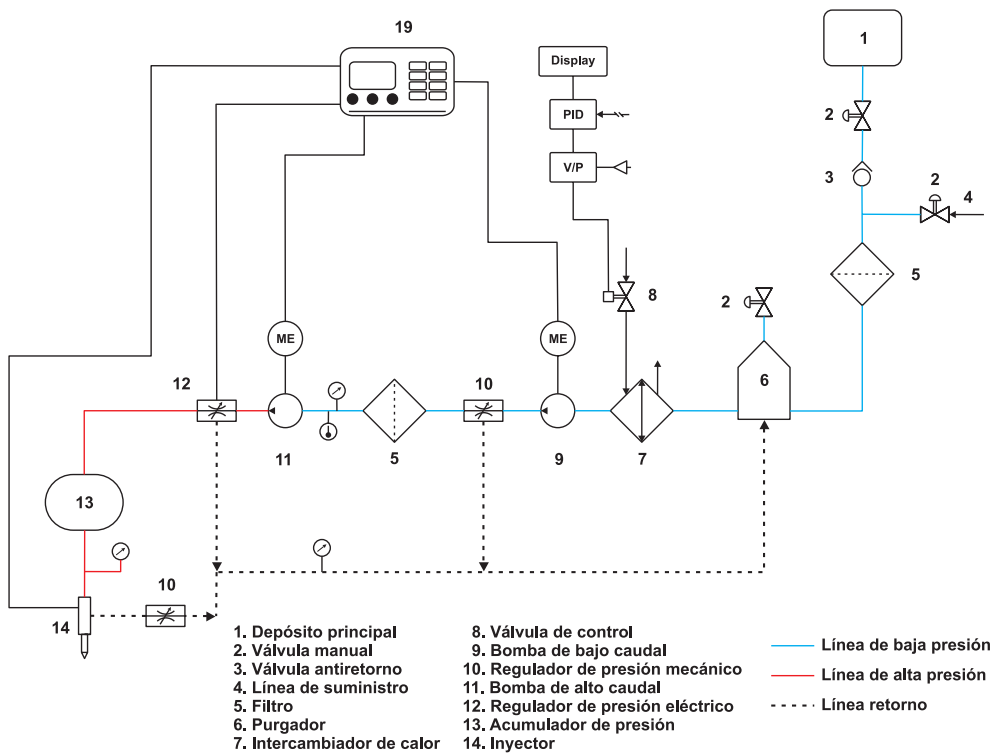 19
Display
1
PID
2
V/P
3
2
4
5
8
2
ME
ME
6
12
10
11
5
9
7
13
10
14
1. Depósito principal
2. Válvula manual
3. Válvula antiretorno
4. Línea de suministro
5. Filtro
6. Purgador
7. Intercambiador de calor
8. Válvula de control
9. Bomba de bajo caudal
10. Regulador de presión mecánico
11. Bomba de alto caudal
12. Regulador de presión eléctrico
13. Acumulador de presión
14. Inyector
Línea de baja presión
Línea de alta presión
Línea retorno